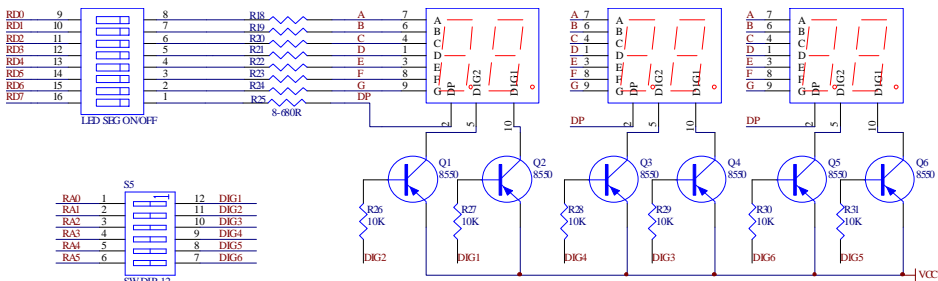 RD0 9 8 R18 A 7 A
RD1 10 7 R19 B 6 B
RD2 11 6 R20 C 4 C
RD3 12 5 R21 D 1 D
RD4 13 4 R22 E 3 E
RD5 14 3 R23 F 8 F
RD6 15 2 R24 G 9 G
RD7 16 1 R25 DP
LED SEG ON/OFF
8-680R
DP DIG2 DIG1
2 5 10
A 7 A
B 6 B
C 4 C
D 1 D
E 3 E
F 8 F
G 9 G
DP DIG2 DIG1
DP 2 5 10
A 7 A
B 6 B
C 4 C
D 1 D
E 3 E
F 8 F
G 9 G
DP DIG2 DIG1
DP 2 5 10
Q1 8550
Q2 8550
Q3 8550
Q4 8550
Q5 8550
Q6 8550
R26 10K
R27 10K
R28 10K
R29 10K
R30 10K
R31 10K
DIG2 DIG1 DIG4 DIG3 DIG6 DIG5
VCC
S5
1
RA0 1 12 DIG1
RA1 2 11 DIG2
RA2 3 10 DIG3
RA3 4 9 DIG4
RA4 5 8 DIG5
RA5 6 7 DIG6
SW DIP-12